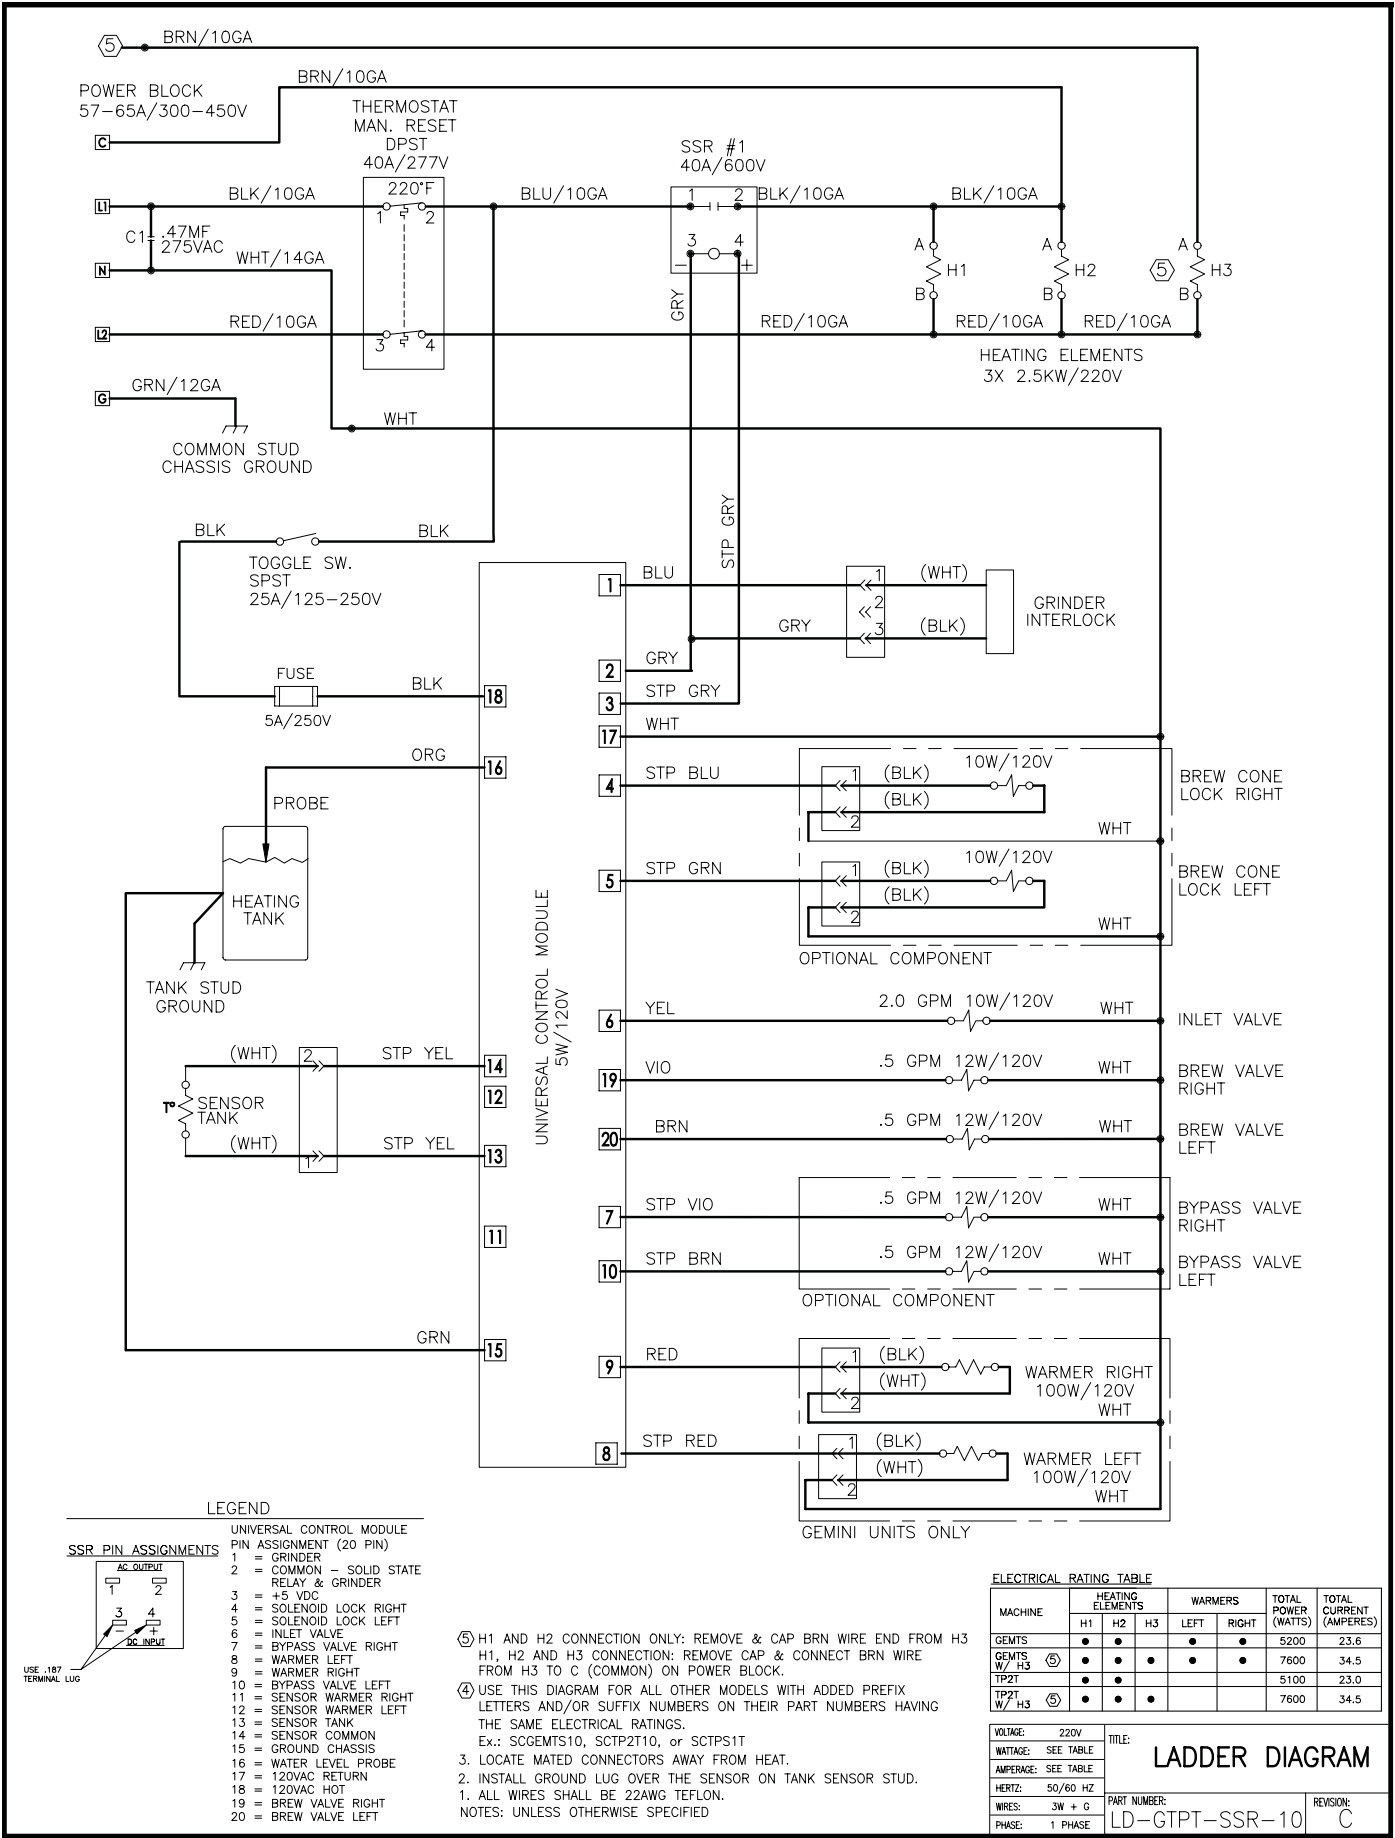 5
BRN/10GA
BRN/10GA
POWER BLOCK
57-65A/300-450V
C
THERMOSTAT
MAN. RESET
DPST
40A/277V
220°F
1
2
3
4
SSR #1
40A/600V
1
2
3
4
-
+
L1
BLK/10GA
BLU/10GA
BLK/10GA
BLK/10GA
C1
.47MF
275VAC
N
WHT/14GA
GRY
A
B
H1
A
B
H2
5
A
B
H3
L2
RED/10GA
RED/10GA
RED/10GA
RED/10GA
HEATING ELEMENTS
3X 2.5KW/220V
G
GRN/12GA
COMMON STUD
CHASSIS GROUND
WHT
STP GRY
BLK
BLK
TOGGLE SW.
SPST
25A/125-250V
FUSE
5A/250V
BLK
18
ORG
16
PROBE
HEATING
TANK
TANK STUD
GROUND
(WHT)
2
STP YEL
14
12
T°
SENSOR
TANK
(WHT)
1
STP YEL
13
11
GRN
15
UNIVERSAL CONTROL MODULE
5W/120V
1
BLU
1
2
3
(WHT)
(BLK)
GRINDER
INTERLOCK
GRY
2
GRY
3
STP GRY
17
WHT
4
STP BLU
1
2
(BLK)
(BLK)
10W/120V
WHT
BREW CONE
LOCK RIGHT
5
STP GRN
1
2
(BLK)
(BLK)
10W/120V
WHT
BREW CONE
LOCK LEFT
OPTIONAL COMPONENT
6
YEL
2.0 GPM 10W/120V
WHT
INLET VALVE
19
VIO
.5 GPM 12W/120V
WHT
BREW VALVE
RIGHT
20
BRN
.5 GPM 12W/120V
WHT
BREW VALVE
LEFT
7
STP VIO
.5 GPM 12W/120V
WHT
BYPASS VALVE
RIGHT
10
STP BRN
.5 GPM 12W/120V
WHT
BYPASS VALVE
LEFT
OPTIONAL COMPONENT
9
RED
1
2
(BLK)
(WHT)
WARMER RIGHT
100W/120V
WHT
8
STP RED
1
2
(BLK)
(WHT)
WARMER LEFT
100W/120V
WHT
GEMINI UNITS ONLY
LEGEND
SSR PIN ASSIGNMENTS
AC OUTPUT
1
2
3
4
-
+
DC INPUT
USE .187
TERMINAL LUG
UNIVERSAL CONTROL MODULE
PIN ASSIGNMENT (20 PIN)
1 = GRINDER
2 = COMMON - SOLID STATE
RELAY & GRINDER
3 = +5 VDC
4 = SOLENOID LOCK RIGHT
5 = SOLENOID LOCK LEFT
6 = INLET VALVE
7 = BYPASS VALVE RIGHT
8 = WARMER LEFT
9 = WARMER RIGHT
10 = BYPASS VALVE LEFT
11 = SENSOR WARMER RIGHT
12 = SENSOR WARMER LEFT
13 = SENSOR TANK
14 = SENSOR COMMON
15 = GROUND CHASSIS
16 = WATER LEVEL PROBE
17 = 120VAC RETURN
18 = 120VAC HOT
19 = BREW VALVE RIGHT
20 = BREW VALVE LEFT
5 H1 AND H2 CONNECTION ONLY: REMOVE & CAP BRN WIRE END FROM H3
H1, H2 AND H3 CONNECTION: REMOVE CAP & CONNECT BRN WIRE
FROM H3 TO C (COMMON) ON POWER BLOCK.
4 USE THIS DIAGRAM FOR ALL OTHER MODELS WITH ADDED PREFIX
LETTERS AND/OR SUFFIX NUMBERS ON THEIR PART NUMBERS HAVING
THE SAME ELECTRICAL RATINGS.
Ex.: SCGEMTS10, SCTP2T10, or SCTPS1T
3. LOCATE MATED CONNECTORS AWAY FROM HEAT.
2. INSTALL GROUND LUG OVER THE SENSOR ON TANK SENSOR STUD.
1. ALL WIRES SHALL BE 22AWG TEFLON.
NOTES: UNLESS OTHERWISE SPECIFIED
ELECTRICAL RATING TABLE
MACHINE
HEATING
ELEMENTS
WARMERS
TOTAL
POWER
(WATTS)
TOTAL
CURRENT
(AMPERES)
H1 H2 H3 LEFT RIGHT
GEMTS ● ● ● ● 5200 23.6
GEMTS
W/ H3 5 ● ● ● ● ● 7600 34.5
TP2T ● ● 5100 23.0
TP2T
W/ H3 5 ● ● ● 7600 34.5
VOLTAGE: 220V
WATTAGE: SEE TABLE
AMPERAGE: SEE TABLE
HERTZ: 50/60 HZ
WIRES: 3W + G
PHASE: 1 PHASE
TITLE:
LADDER DIAGRAM
PART NUMBER:
LD-GTPT-SSR-10
REVISION:
C